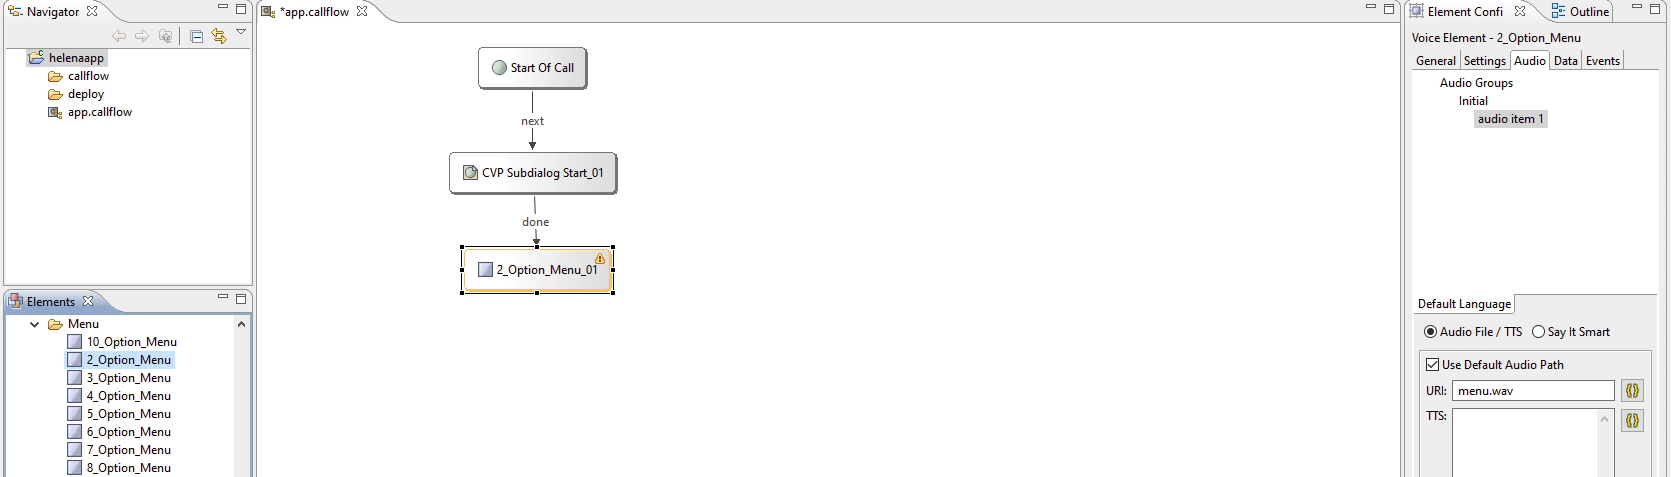 Navigator
helenaapp
callflow
deploy
app.callflow
Elements
Menu
10_Option_Menu
2_Option_Menu
3_Option_Menu
4_Option_Menu
5_Option_Menu
6_Option_Menu
7_Option_Menu
8_Option_Menu
*app.callflow
Start Of Call
next
CVP Subdialog Start_01
done
2_Option_Menu_01
Element Confi
Outline
Voice Element - 2_Option_Menu
General Settings Audio Data Events
Audio Groups
Initial
audio item 1
Default Language
Audio File / TTS Say It Smart
Use Default Audio Path
URI: menu.wav
TTS: